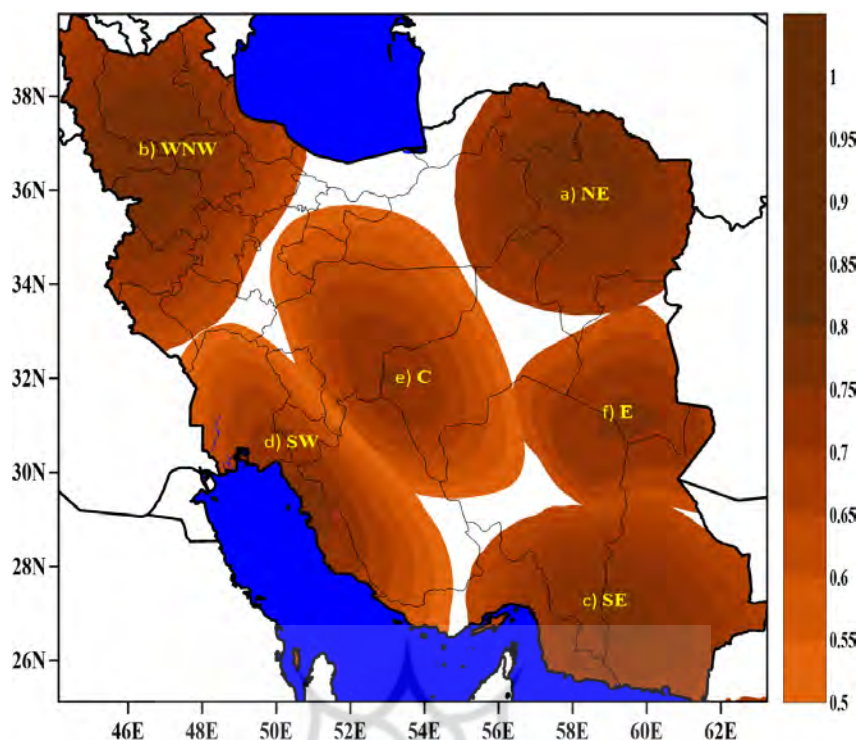 38N
36N
34N
32N
30N
28N
26N
46E 48E 50E 52E 54E 56E 58E 60E 62E
b) WNW
a) NE
e) C
f) E
d) SW
c) SE
1
0.95
0.9
0.85
0.8
0.75
0.7
0.65
0.6
0.55
0.5